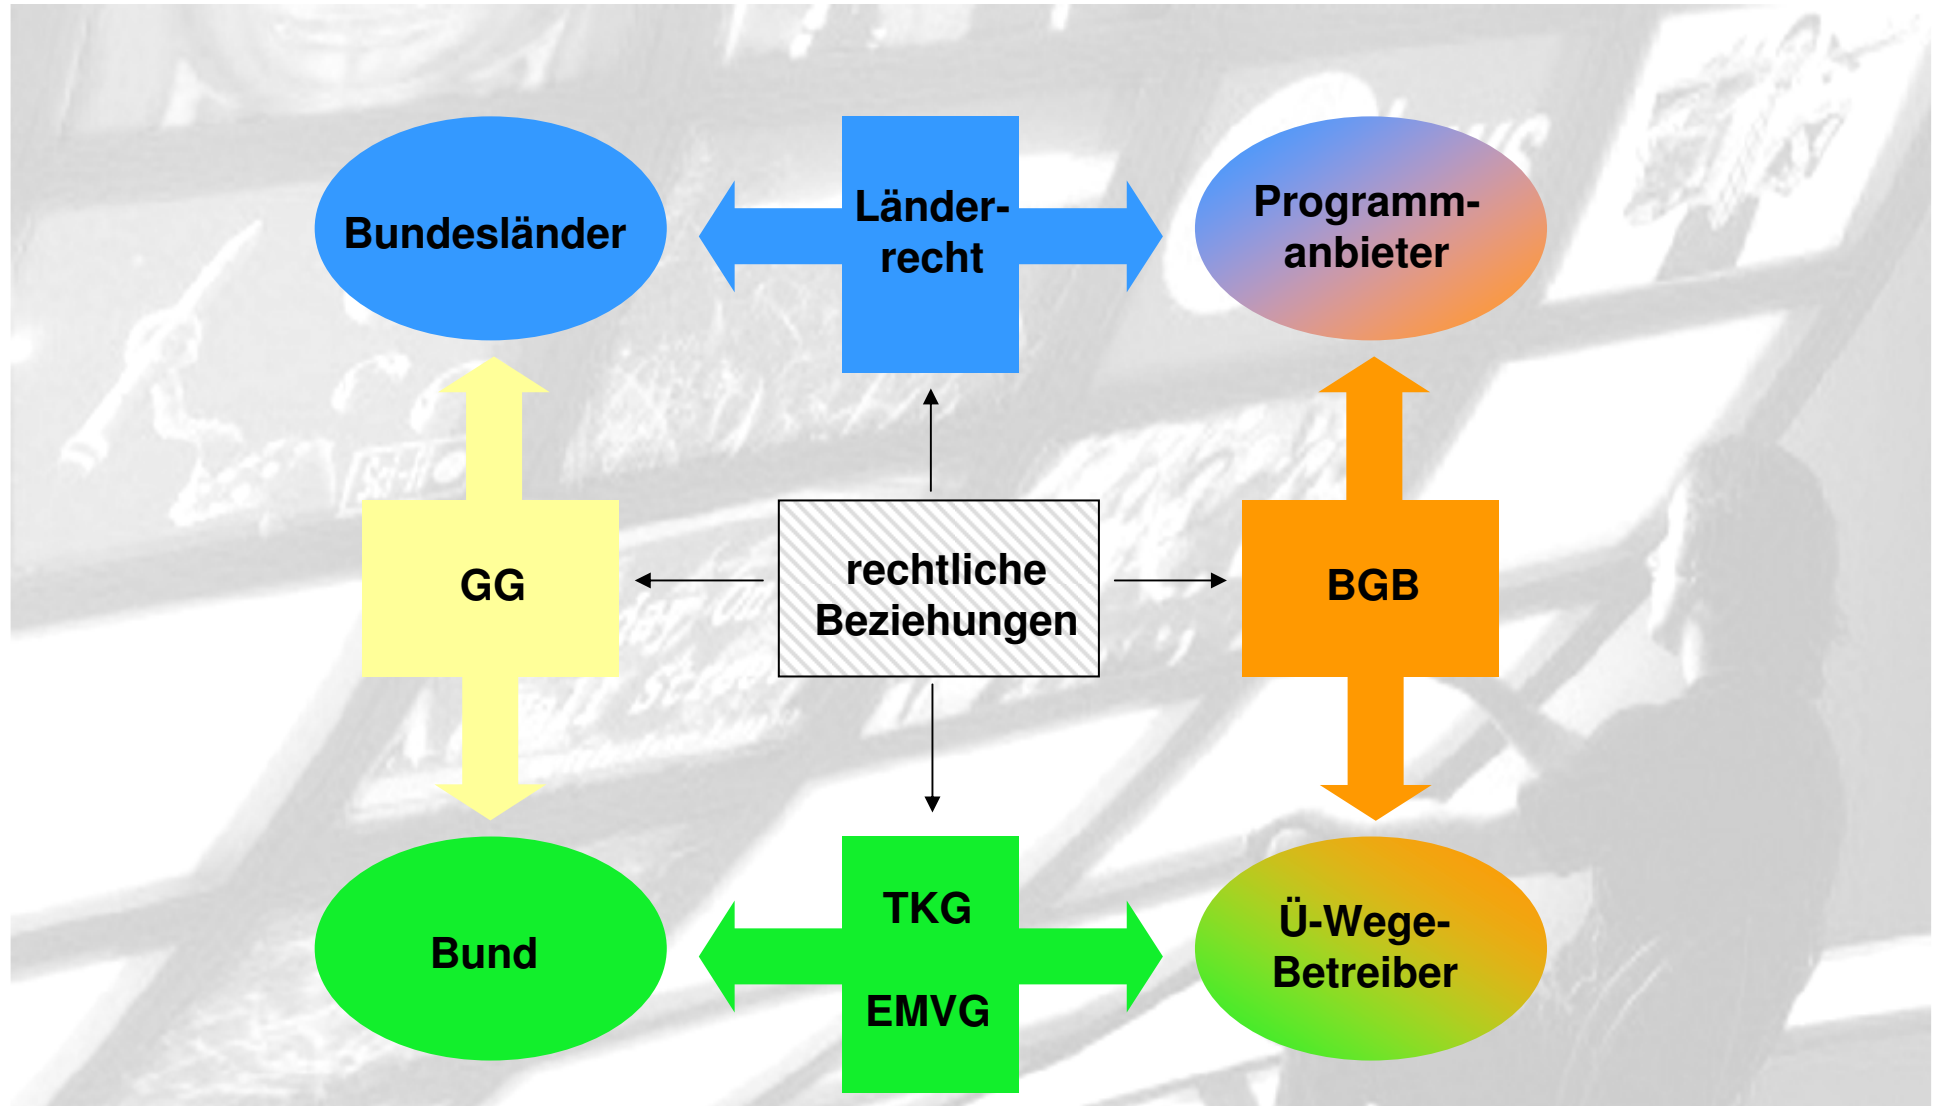 Bundesländer
Länder-
recht
Programm-
anbieter
GG
rechtliche
Beziehungen
BGB
Bund
TKG
EMVG
Ü-Wege-
Betreiber